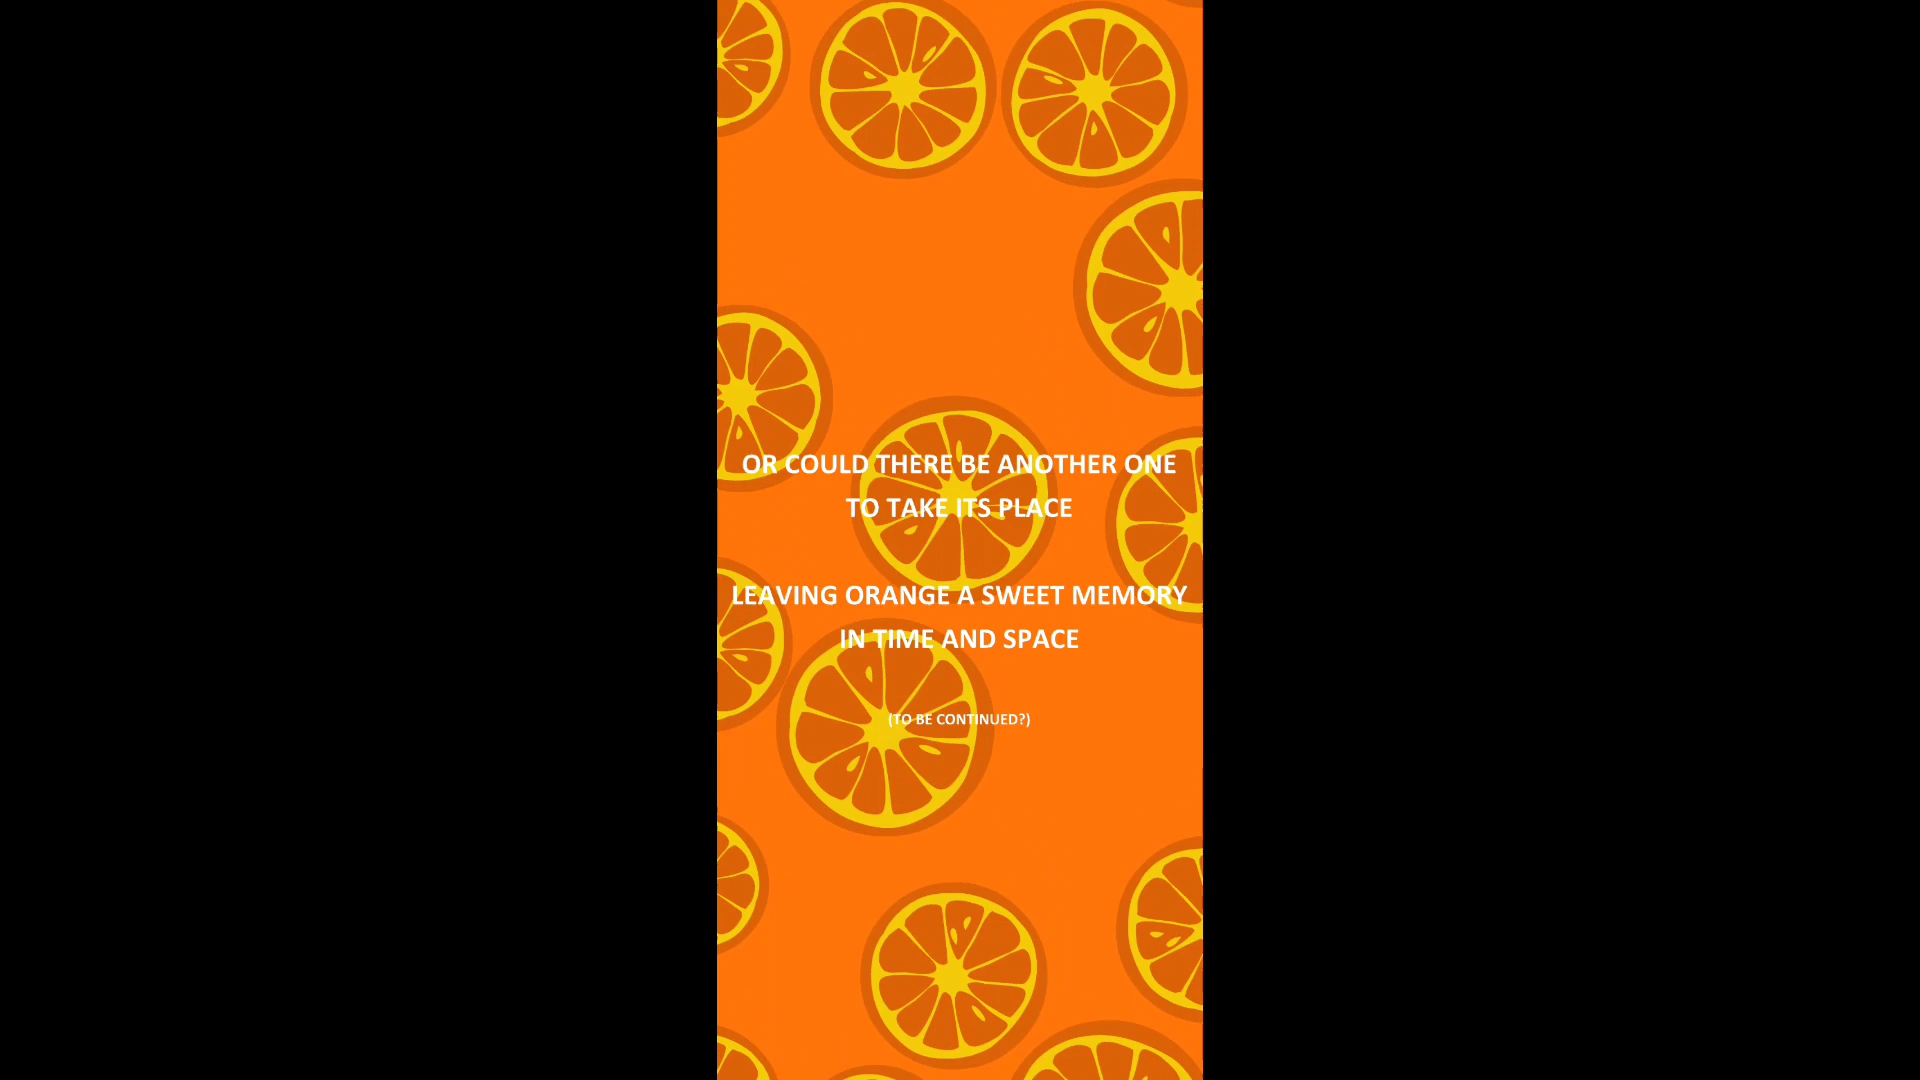 OR COULD THERE BE ANOTHER ONE
TO TAKE ITS PLACE
LEAVING ORANGE A SWEET MEMORY
IN TIME AND SPACE
(TO BE CONTINUED?)